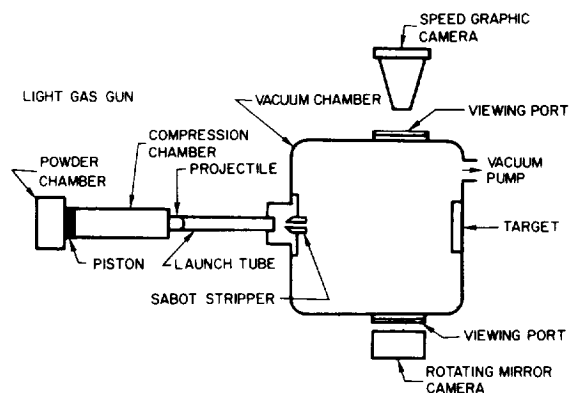 SPEED GRAPHIC
CAMERA
LIGHT GAS GUN
VACUUM CHAMBER
VIEWING PORT
COMPRESSION
CHAMBER
POWDER
CHAMBER
PROJECTILE
VACUUM
PUMP
TARGET
PISTON
LAUNCH TUBE
SABOT STRIPPER
VIEWING PORT
ROTATING MIRROR
CAMERA